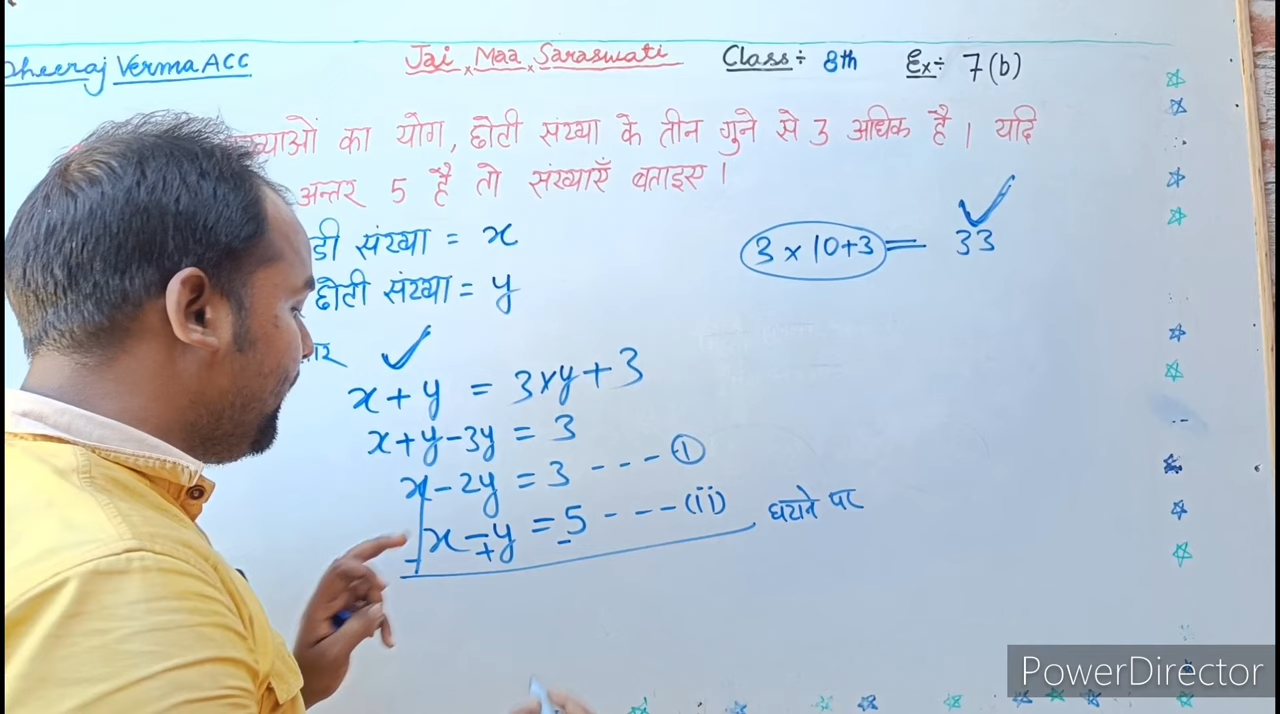 Dheeraj Verma ACC Jai Maa Saraswati Class ÷ 8th Ex ÷ 7(b)
का योग, छोटी संख्या के तीन गुने से 3 अधिक है। यदि
अन्तर 5 है तो संख्याएँ बताइए।
संख्या = x
छोटी संख्या = y
3 × 10 + 3 = 33
x + y = 3 × y + 3
x + y - 3y = 3
x - 2y = 3 - - - (1)
x - y = 5 - - - (ii) घटाने पर
- + -
PowerDirector